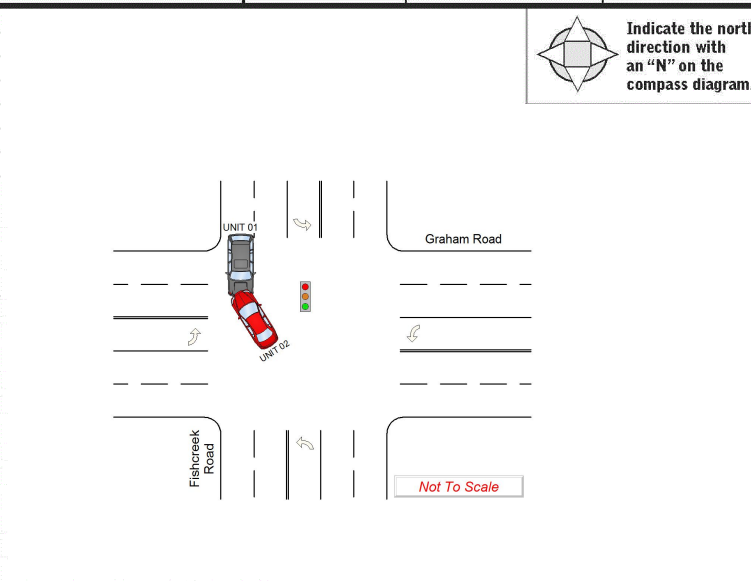 Indicate the north
direction with
an “N” on the
compass diagram.
UNIT 01
Graham Road
UNIT 02
Fishcreek
Road
Not To Scale